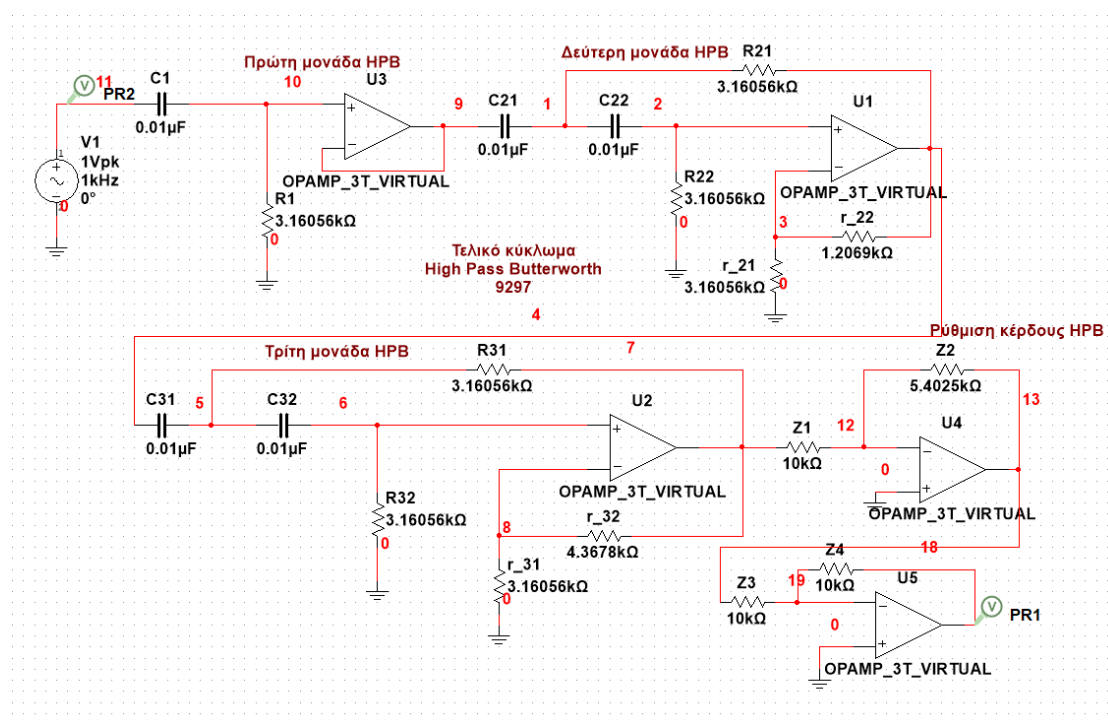 Πρώτη μονάδα HPB
Δεύτερη μονάδα HPB
R21
3.16056kΩ
11
PR2
C1
0.01µF
10
U3
9
C21
0.01µF
1
C22
0.01µF
2
U1
V
V1
1Vpk
1kHz
0°
1
0
OPAMP_3T_VIRTUAL
R1
3.16056kΩ
0
R22
3.16056kΩ
0
OPAMP_3T_VIRTUAL
3
r_22
1.2069kΩ
r_21
3.16056kΩ
0
Τελικό κύκλωμα
High Pass Butterworth
9297
4
Ρύθμιση κέρδους HPB
Τρίτη μονάδα HPB
R31
3.16056kΩ
7
Z2
5.4025kΩ
13
C31
0.01µF
5
C32
0.01µF
6
U2
Z1
10kΩ
12
U4
0
OPAMP_3T_VIRTUAL
OPAMP_3T_VIRTUAL
R32
3.16056kΩ
0
8
r_32
4.3678kΩ
r_31
3.16056kΩ
0
18
Z4
10kΩ
19
U5
Z3
10kΩ
0
V
PR1
OPAMP_3T_VIRTUAL